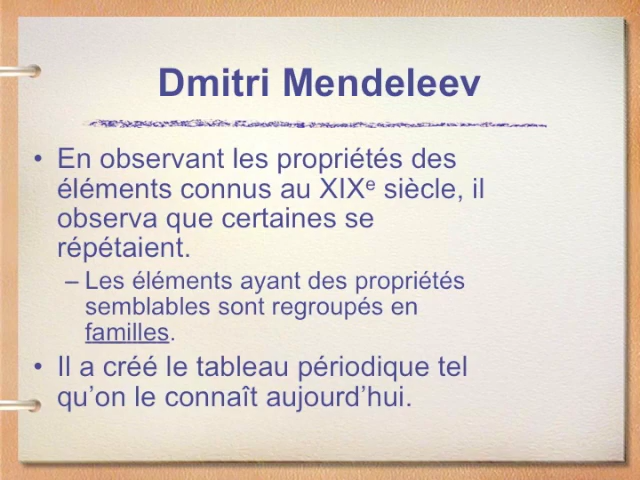 Dmitri Mendeleev
• En observant les propriétés des
éléments connus au XIXᵉ siècle, il
observa que certaines se
répétaient.
– Les éléments ayant des propriétés
semblables sont regroupés en
familles.
• Il a créé le tableau périodique tel
qu’on le connaît aujourd’hui.